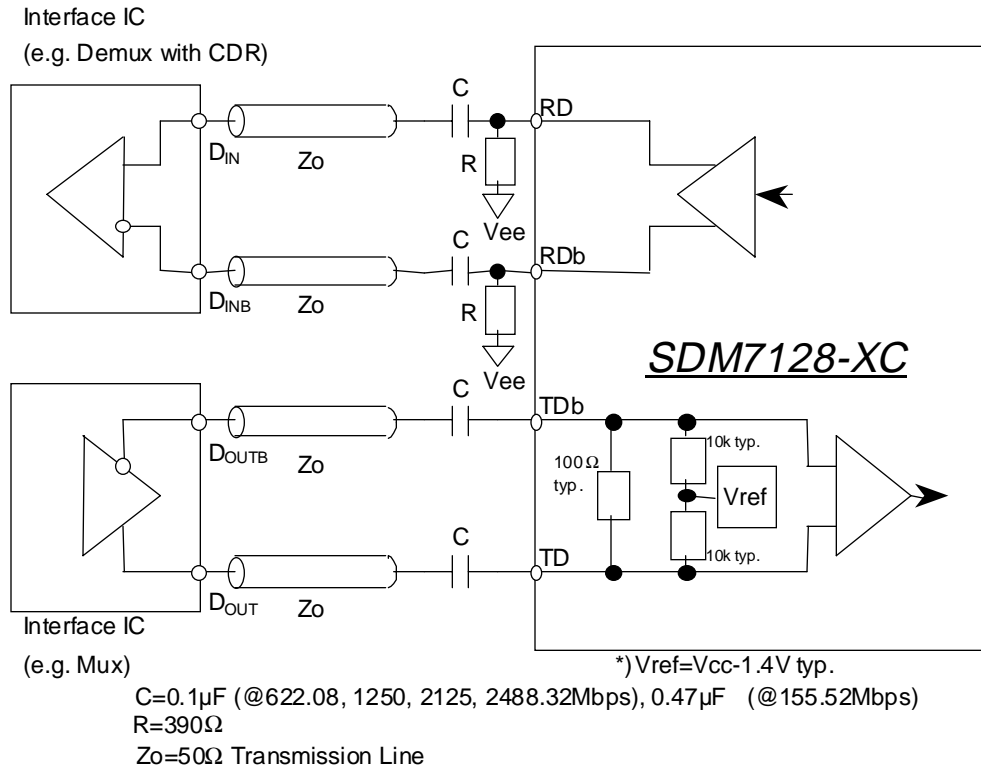 Interface IC
(e.g. Demux with CDR)
C
RD
DIN
Zo
R
Vee
C
RDb
DINB
Zo
R
Vee
SDM7128-XC
C
TDb
DOUTB
Zo
100Ω
typ.
10k typ.
Vref
10k typ.
C
TD
DOUT
Zo
Interface IC
(e.g. Mux)
*) Vref=Vcc-1.4V typ.
C=0.1µF (@622.08, 1250, 2125, 2488.32Mbps), 0.47µF (@155.52Mbps)
R=390Ω
Zo=50Ω Transmission Line